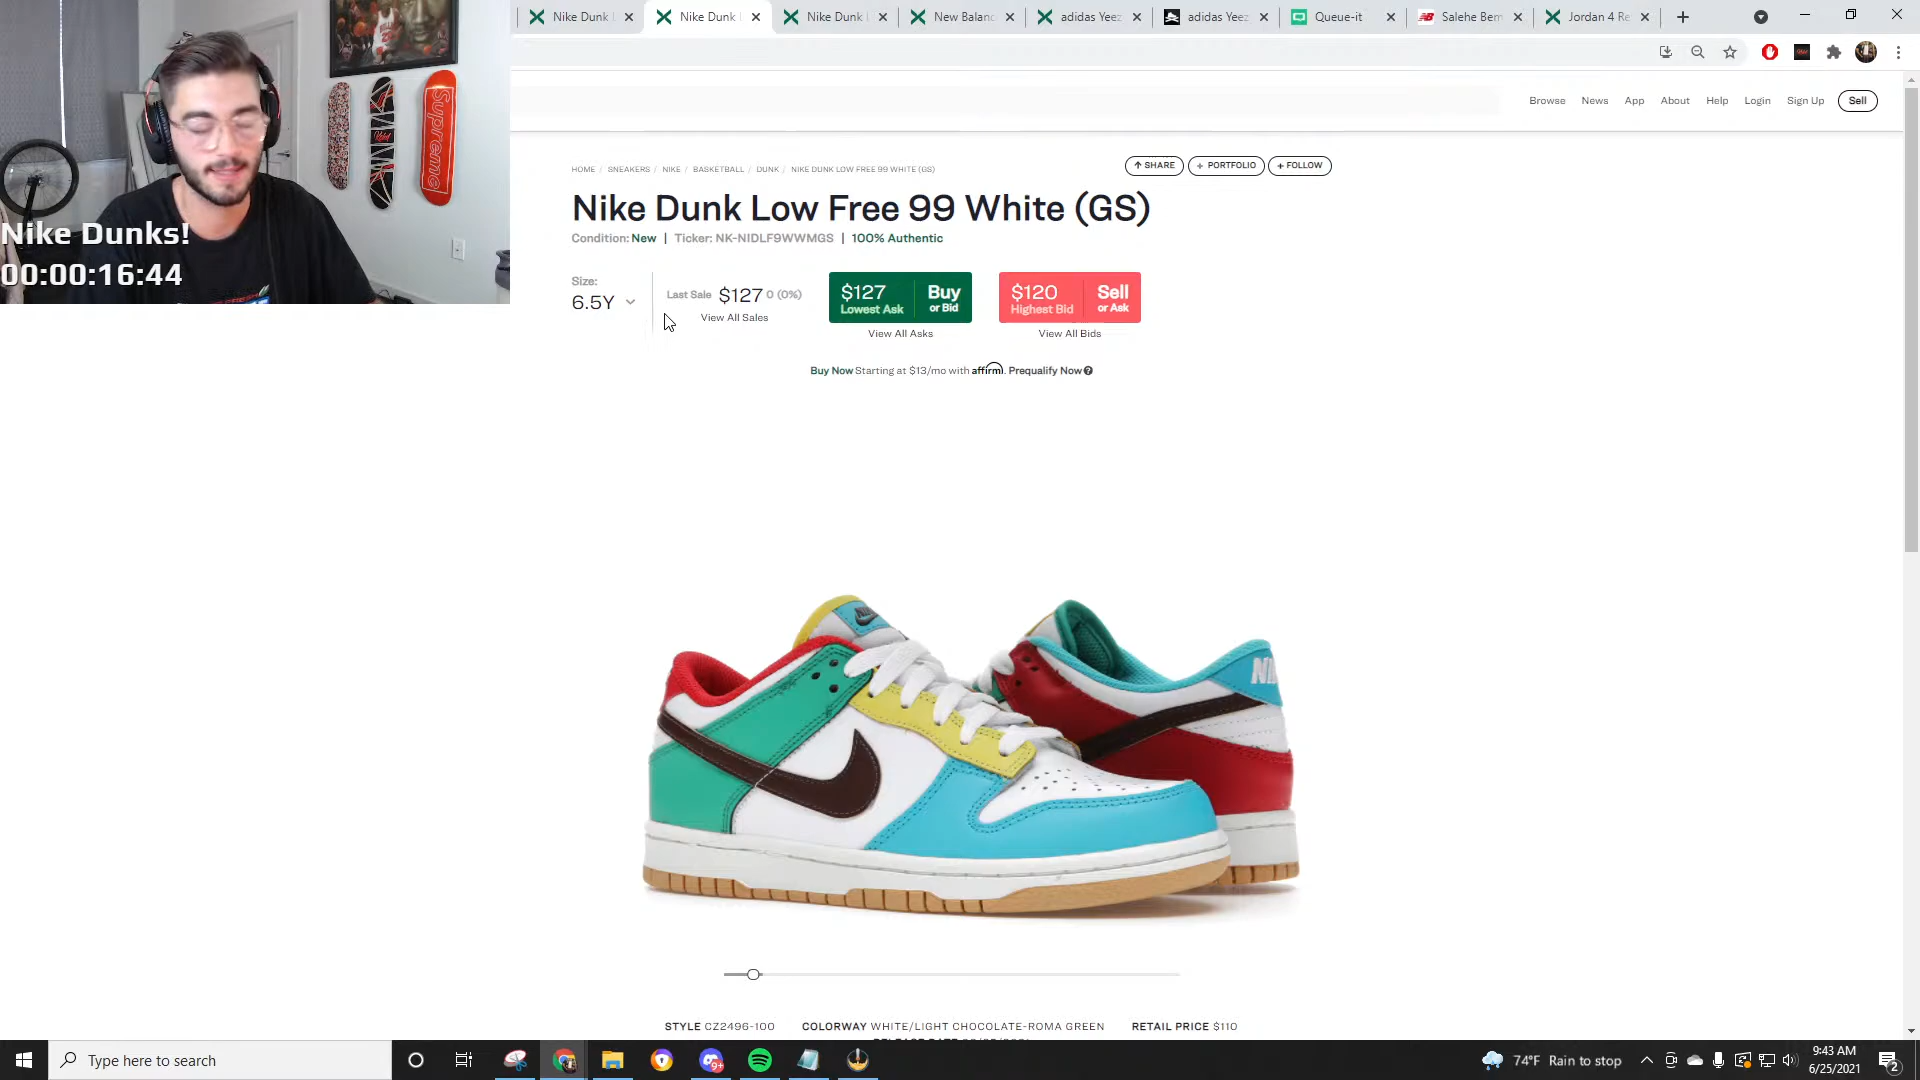 Nike Dunk
Nike Dunk
Nike Dunk
New Balanc
adidas Yeez
adidas Yeez
Queue-it
Salehe Bem
Jordan 4 Re
Browse News App About Help Login Sign Up Sell
HOME / SNEAKERS / NIKE / BASKETBALL / DUNK / NIKE DUNK LOW FREE 99 WHITE (GS)
SHARE + PORTFOLIO + FOLLOW
Nike Dunk Low Free 99 White (GS)
Condition: New | Ticker: NK-NIDLF9WWMGS | 100% Authentic
Size:
6.5Y
Last Sale $127 0 (0%)
View All Sales
$127 Buy
Lowest Ask or Bid
View All Asks
$120 Sell
Highest Bid or Ask
View All Bids
Buy Now Starting at $13/mo with affirm. Prequalify Now
Supreme
Nike Dunks!
00:00:16:44
STYLE CZ2496-100 COLORWAY WHITE/LIGHT CHOCOLATE-ROMA GREEN RETAIL PRICE $110
Type here to search
9+
74°F Rain to stop
9:43 AM
6/25/2021
2